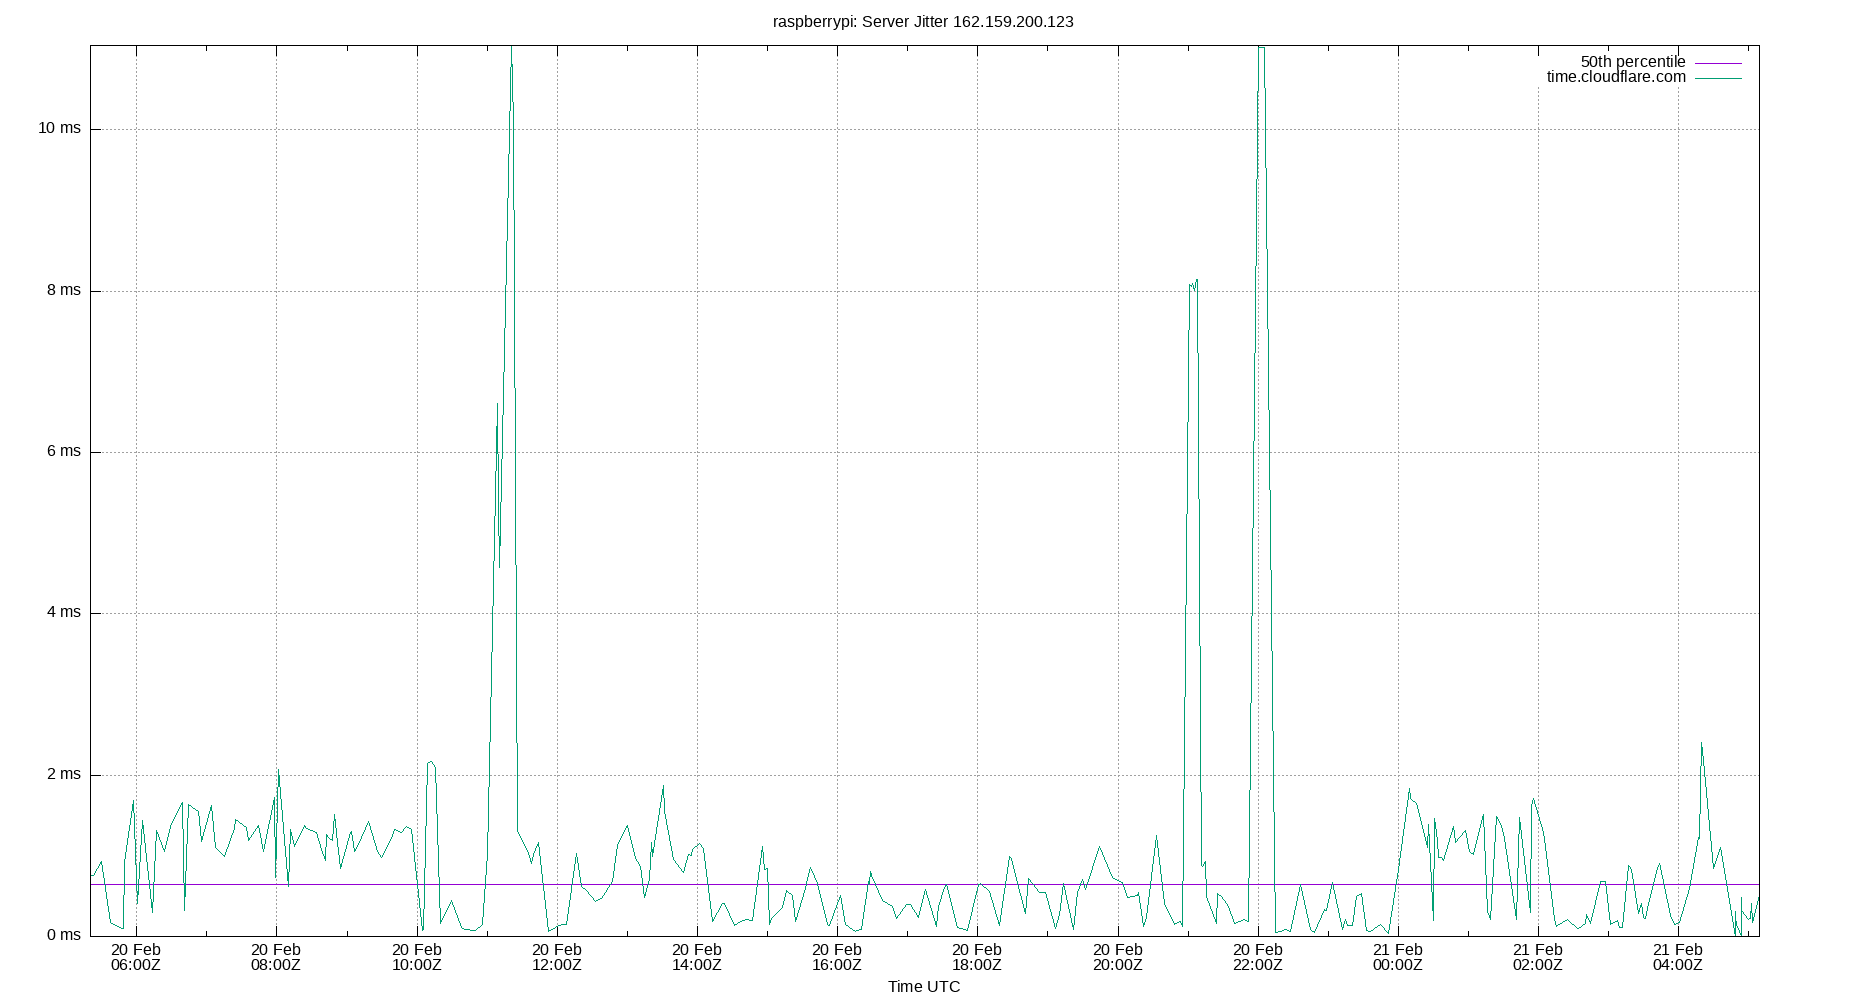 raspberrypi: Server Jitter 162.159.200.123
50th percentile
time.cloudflare.com
10 ms
8 ms
6 ms
4 ms
2 ms
0 ms
20 Feb 20 Feb 20 Feb 20 Feb 20 Feb 20 Feb 20 Feb 20 Feb 20 Feb 21 Feb 21 Feb 21 Feb
06:00Z 08:00Z 10:00Z 12:00Z 14:00Z 16:00Z 18:00Z 20:00Z 22:00Z 00:00Z 02:00Z 04:00Z
Time UTC